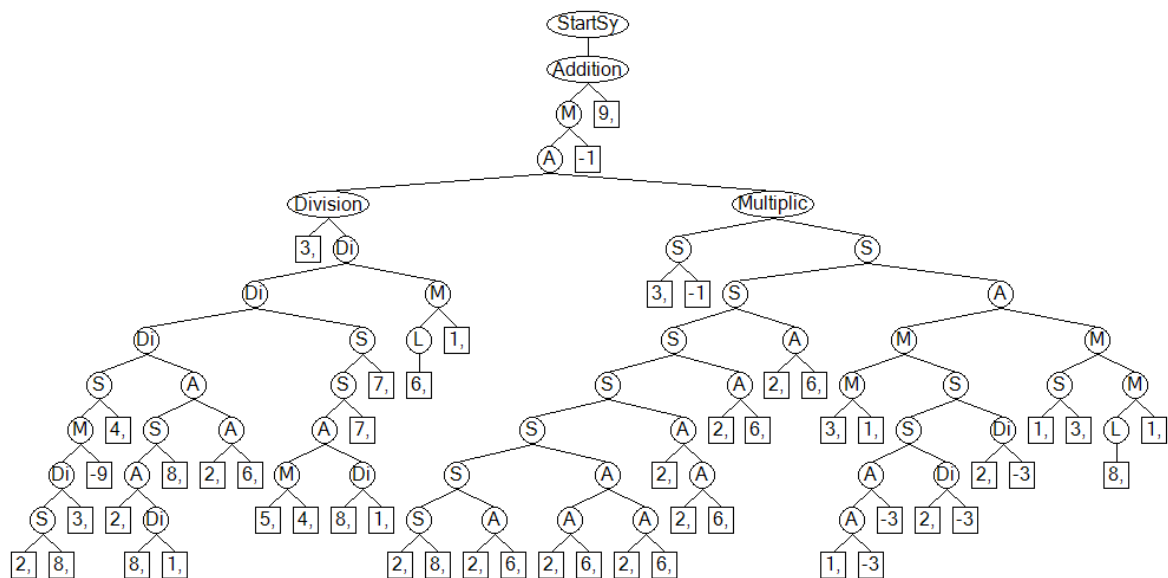 StartSy
Addition
M 9,
A -1
Division Multiplic
3, Di S S
Di M 3, -1 S A
Di S L 1, S A M M
S A S 7, 6, S A 2, 6, M S S M
M 4, S A A 7, S A 2, 6, 3, 1, S Di 1, 3, L 1,
Di -9 A 8, 2, 6, M Di S A 2, A A Di 2, -3 8,
S 3, 2, Di 5, 4, 8, 1, S A A A 2, 6, A -3 2, -3
2, 8, 8, 1, 2, 8, 2, 6, 2, 6, 2, 6, 1, -3